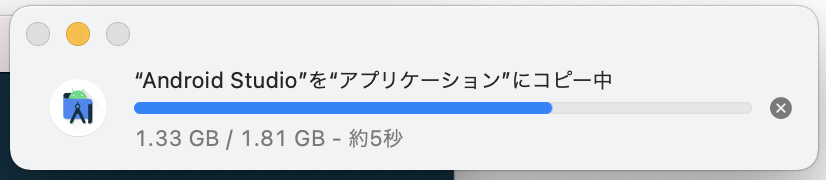 “Android Studio”を“アプリケーション”にコピー中
1.33 GB / 1.81 GB - 約5秒